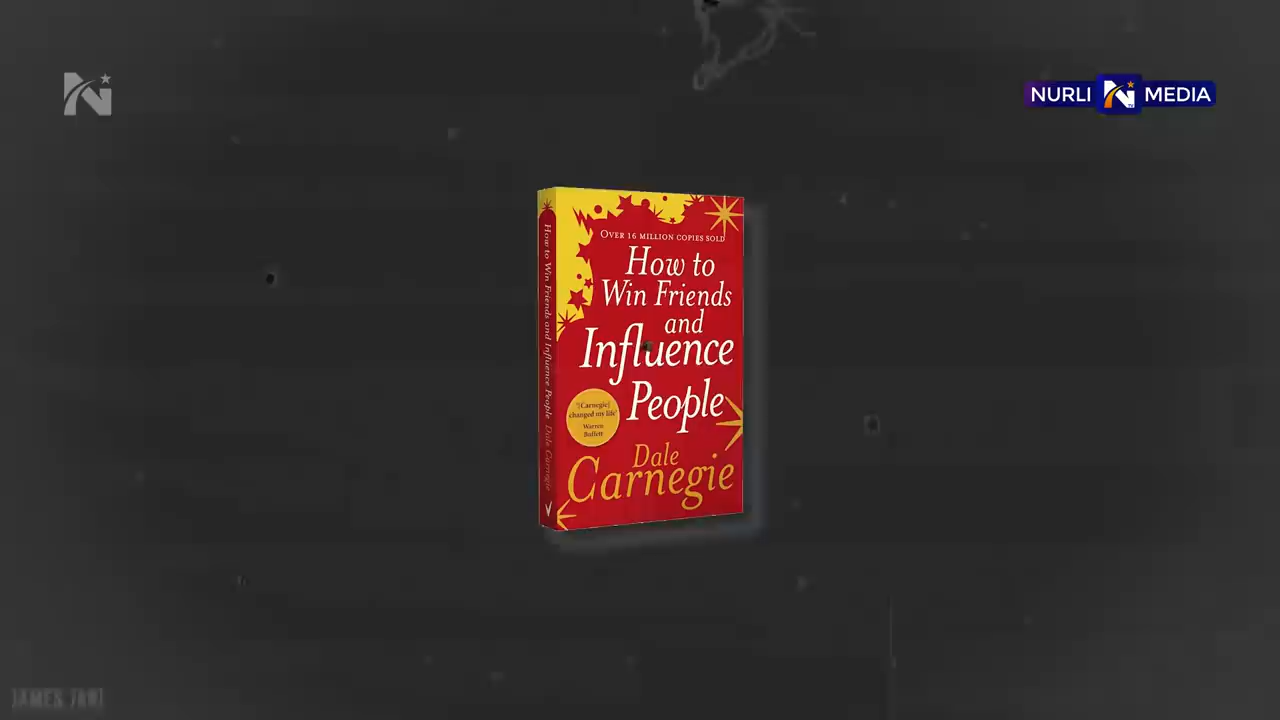 NURLI N MEDIA
OVER 16 MILLION COPIES SOLD
How to
Win Friends
and
Influence
People
"[Carnegie]
changed my life"
Warren
Buffett
Dale
Carnegie
How to Win Friends and Influence People Dale Carnegie